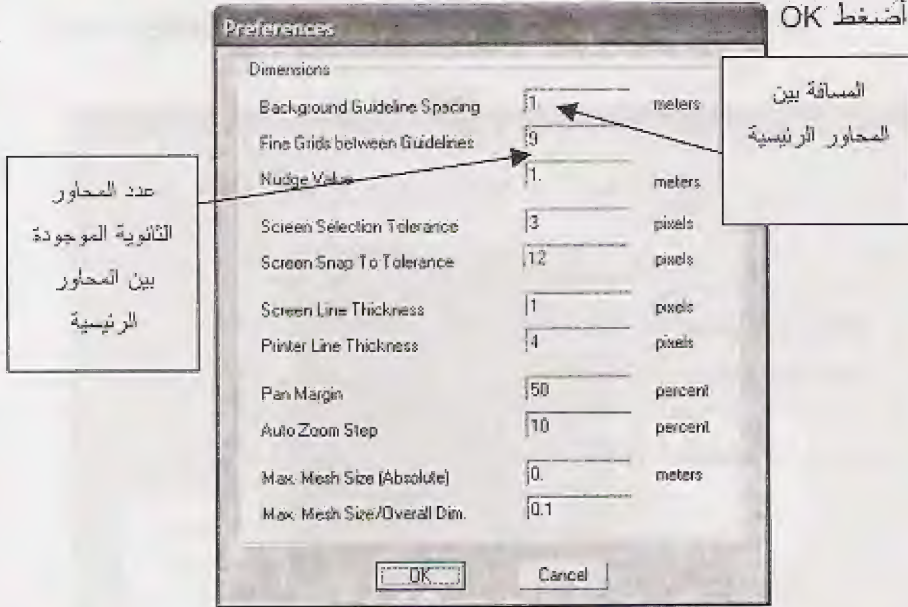 أضغط OK
Preferences
Dimensions
Background Guideline Spacing 1. meters
Fine Grids between Guidelines 9
Nudge Value 1. meters
Screen Selection Tolerance 3 pixels
Screen Snap To Tolerance 12 pixels
Screen Line Thickness 1 pixels
Printer Line Thickness 4 pixels
Pan Margin 50 percent
Auto Zoom Step 10 percent
Max. Mesh Size (Absolute) 0. meters
Max. Mesh Size/Overall Dim. 0.1
OK Cancel
المسافة بين
المحاور الرئيسية
عدد المحاور
الثانوية الموجودة
بين المحاور
الرئيسية